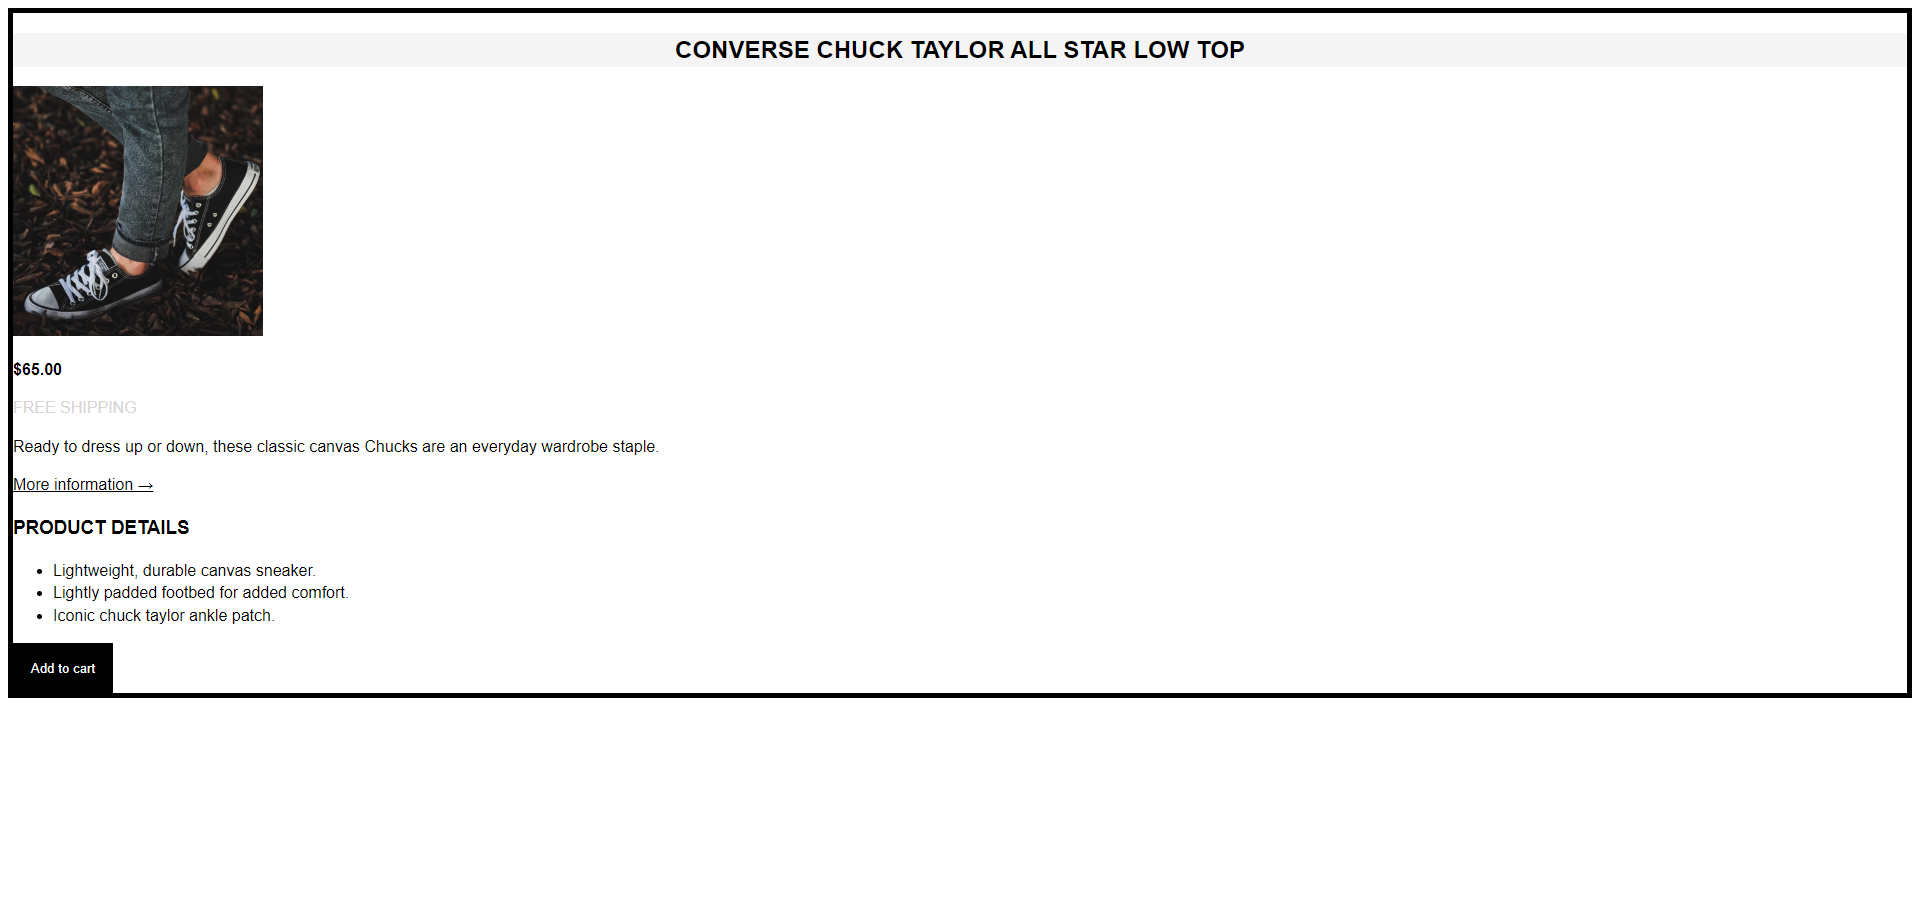 CONVERSE CHUCK TAYLOR ALL STAR LOW TOP
$65.00
FREE SHIPPING
Ready to dress up or down, these classic canvas Chucks are an everyday wardrobe staple.
More information →
PRODUCT DETAILS
• Lightweight, durable canvas sneaker.
• Lightly padded footbed for added comfort.
• Iconic chuck taylor ankle patch.
Add to cart